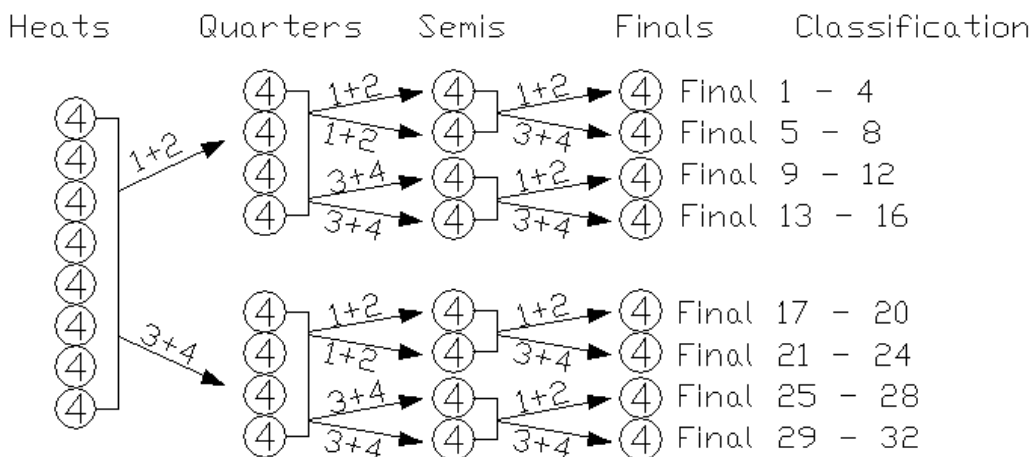 Heats Quarters Semis Finals Classification
4 1+2 4 1+2 4 Final 1 - 4
4 4 1+2 4 3+4 4 Final 5 - 8
4 1+2 4 3+4 4 1+2 4 Final 9 - 12
4 4 3+4 4 3+4 4 Final 13 - 16
4
4
4 4 1+2 4 1+2 4 Final 17 - 20
4 3+4 4 1+2 4 3+4 4 Final 21 - 24
4 4 3+4 4 1+2 4 Final 25 - 28
4 3+4 4 3+4 4 Final 29 - 32